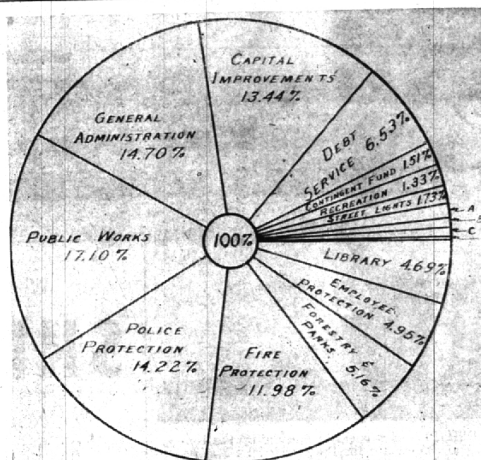 CAPITAL
IMPROVEMENTS
13.44%
DEBT
SERVICE 6.53%
CONTINGENT FUND 1.51%
RECREATION 1.33%
STREET LIGHTS 1.73%
A
C
LIBRARY 4.69%
EMPLOYEE
PROTECTION 4.95%
FORESTRY &
PARKS 5.16%
FIRE
PROTECTION
11.98%
POLICE
PROTECTION
14.22%
PUBLIC WORKS
17.10%
GENERAL
ADMINISTRATION
14.70%
100%